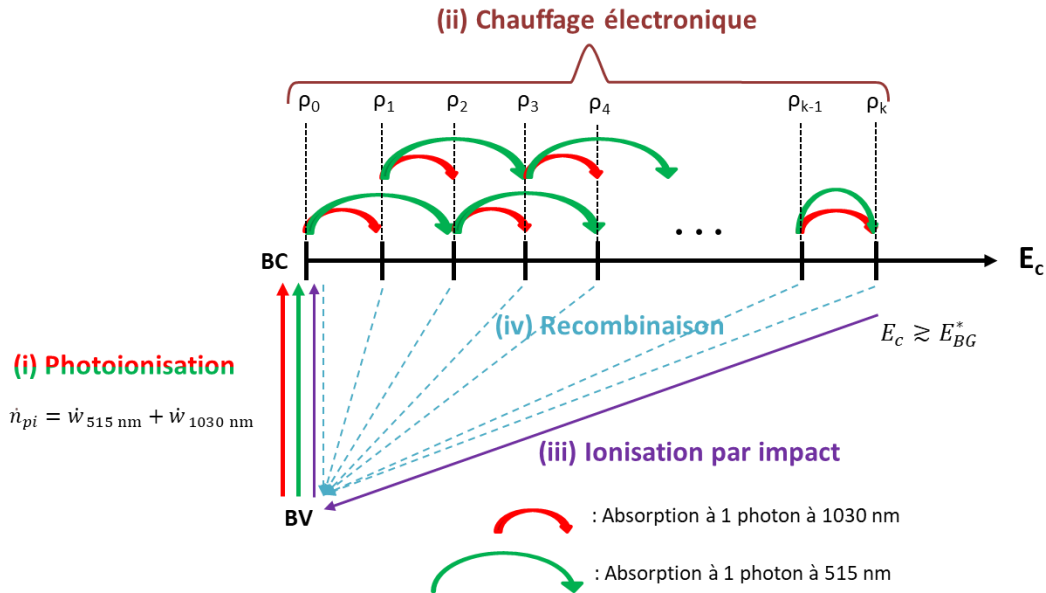 (ii) Chauffage électronique
ρ0 ρ1 ρ2 ρ3 ρ4 ρk-1 ρk
. . .
BC
Ec
(iv) Recombinaison
Ec ≳ E*BG
(i) Photoionisation
ṅpi = ẇ515 nm + ẇ1030 nm
(iii) Ionisation par impact
BV
: Absorption à 1 photon à 1030 nm
: Absorption à 1 photon à 515 nm